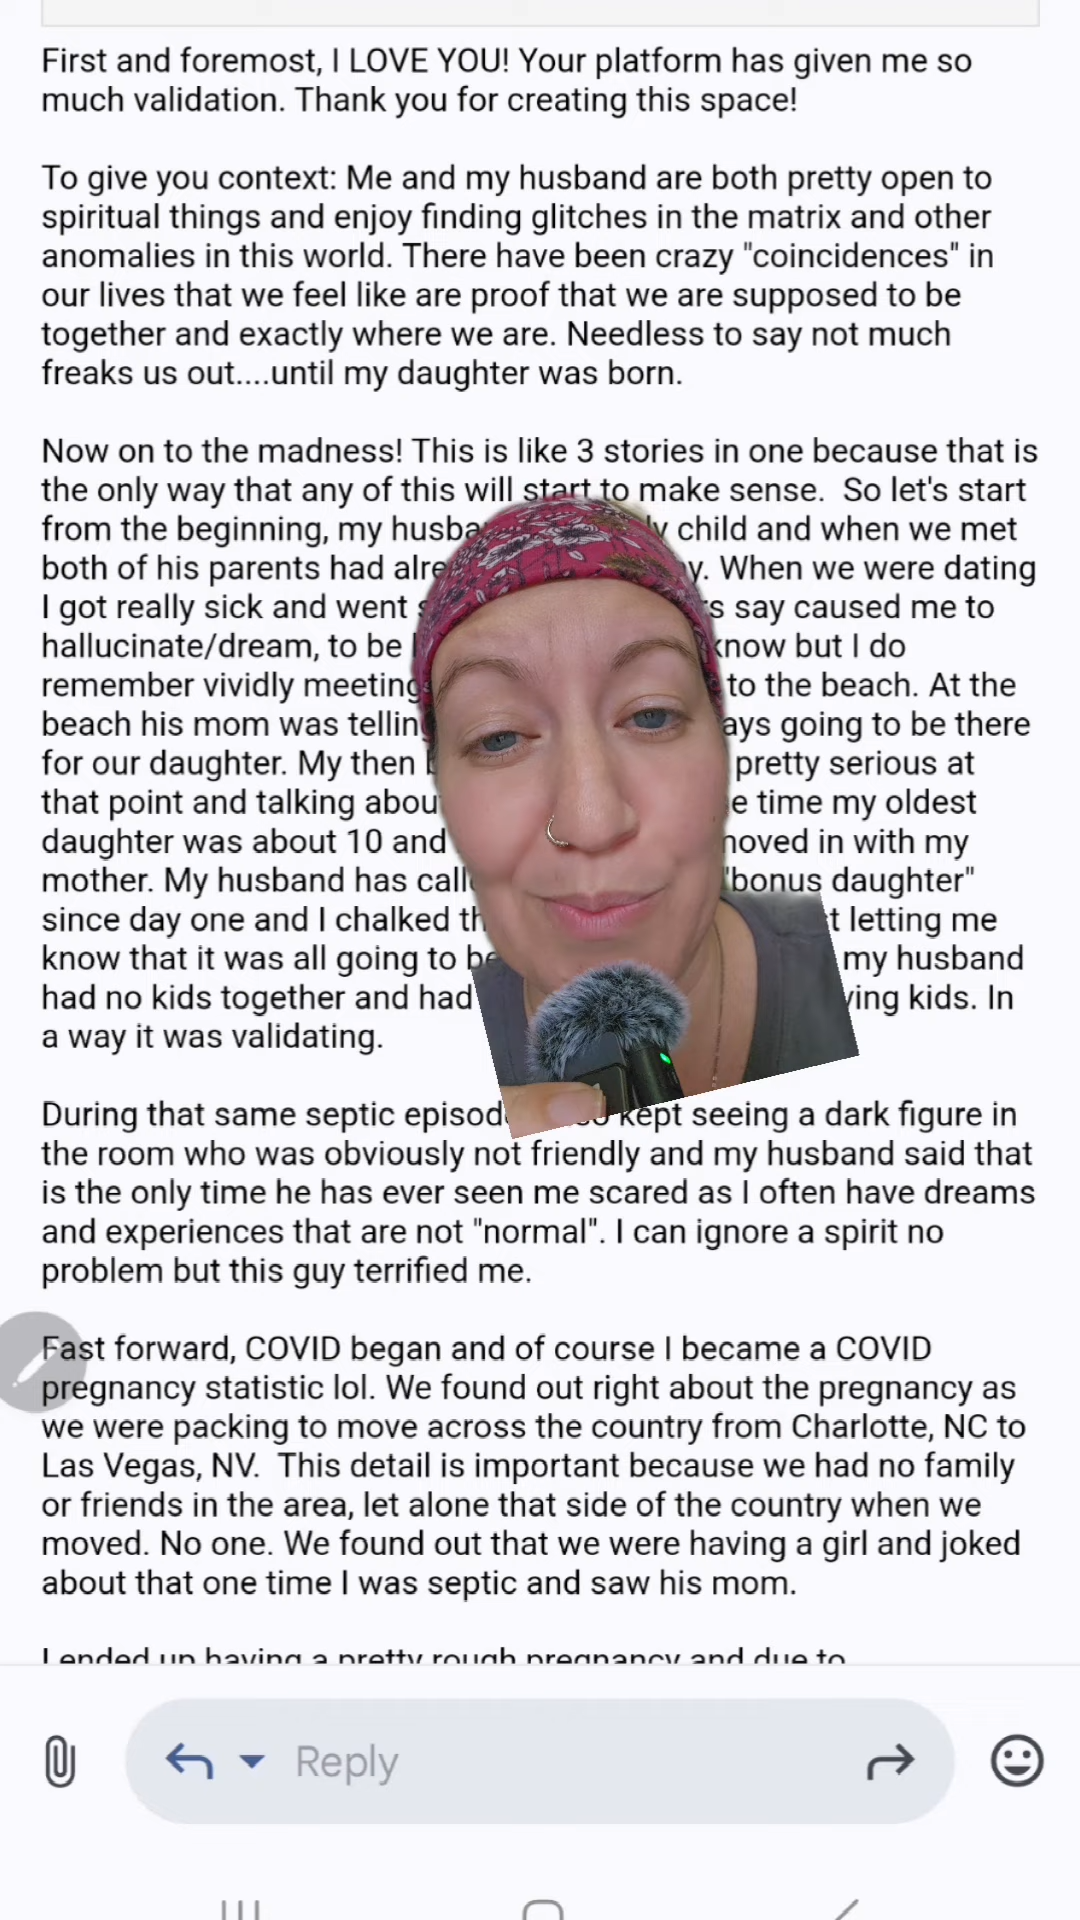 First and foremost, I LOVE YOU! Your platform has given me so
much validation. Thank you for creating this space!
To give you context: Me and my husband are both pretty open to
spiritual things and enjoy finding glitches in the matrix and other
anomalies in this world. There have been crazy "coincidences" in
our lives that we feel like are proof that we are supposed to be
together and exactly where we are. Needless to say not much
freaks us out....until my daughter was born.
Now on to the madness! This is like 3 stories in one because that is
the only way that any of this will start to make sense.  So let's start
from the beginning, my child and when we met
both of his parents had When we were dating
I got really sick and went say caused me to
hallucinate/dream, to be know but I do
remember vividly meeting to the beach. At the
beach his mom was going to be there
for our daughter. My then pretty serious at
that point and talking time my oldest
daughter was about 10 and moved in with my
mother. My husband has "bonus daughter"
since day one and I chalked letting me
know that it was all going to be my husband
had no kids together and had kids. In
a way it was validating.
During that same septic kept seeing a dark figure in
the room who was obviously not friendly and my husband said that
is the only time he has ever seen me scared as I often have dreams
and experiences that are not "normal". I can ignore a spirit no
problem but this guy terrified me.
Fast forward, COVID began and of course I became a COVID
pregnancy statistic lol. We found out right about the pregnancy as
we were packing to move across the country from Charlotte, NC to
Las Vegas, NV.  This detail is important because we had no family
or friends in the area, let alone that side of the country when we
moved. No one. We found out that we were having a girl and joked
about that one time I was septic and saw his mom.
I ended up having a pretty rough pregnancy and due to
Reply